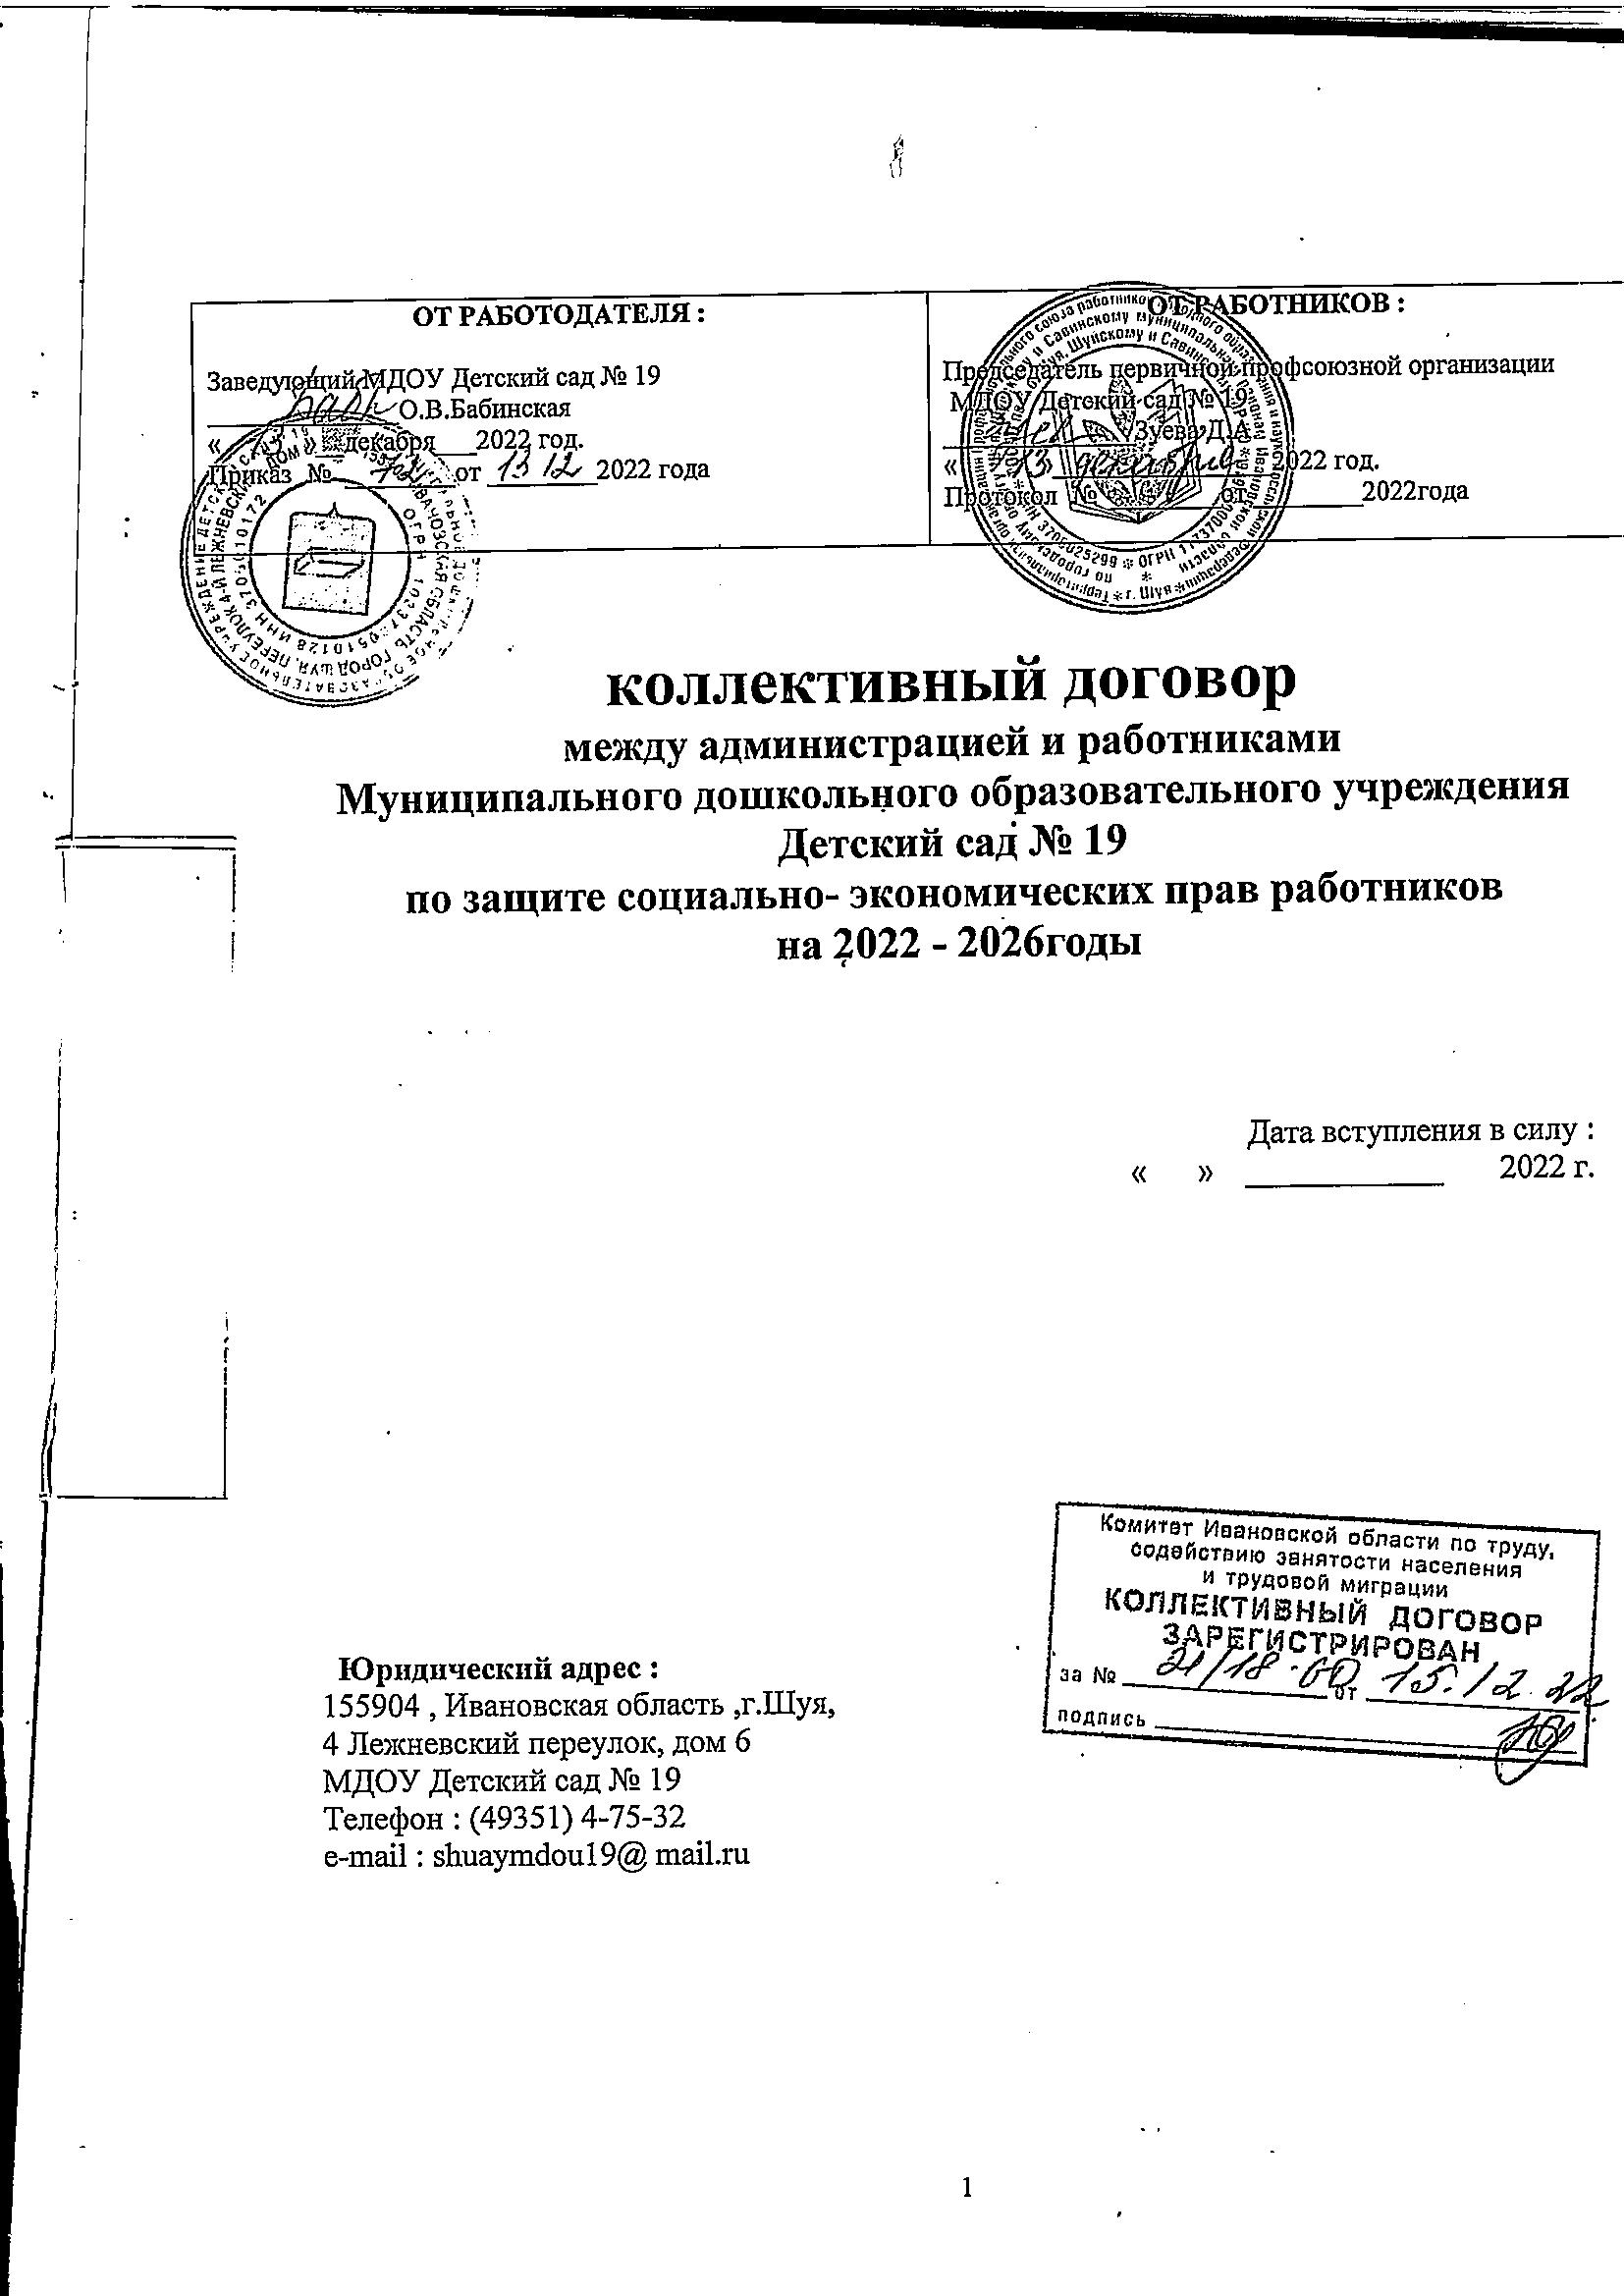 ОТ РАБОТОДАТЕЛЯ :
Заведующий МДОУ Детский сад № 19
О.В.Бабинская
« » декабря 2022 год.
Приказ № от 13 12 2022 года
ОТ РАБОТНИКОВ :
Председатель первичной профсоюзной организации
МДОУ Детский сад № 19
Зуева Д.А.
« 13» декабря 2022 год.
Протокол № от 2022года
коллективный договор
между администрацией и работниками
Муниципального дошкольного образовательного учреждения
Детский сад № 19
по защите социально- экономических прав работников
на 2022 - 2026годы
Дата вступления в силу :
« » 2022 г.
Комитет Ивановской области по труду,
содействию занятости населения
и трудовой миграции
КОЛЛЕКТИВНЫЙ ДОГОВОР
ЗАРЕГИСТРИРОВАН
за № 21/18-60 от 15.12.22
подпись
Юридический адрес :
155904 , Ивановская область ,г.Шуя,
4 Лежневский переулок, дом 6
МДОУ Детский сад № 19
Телефон : (49351) 4-75-32
e-mail : shuaymdou19@ mail.ru
1